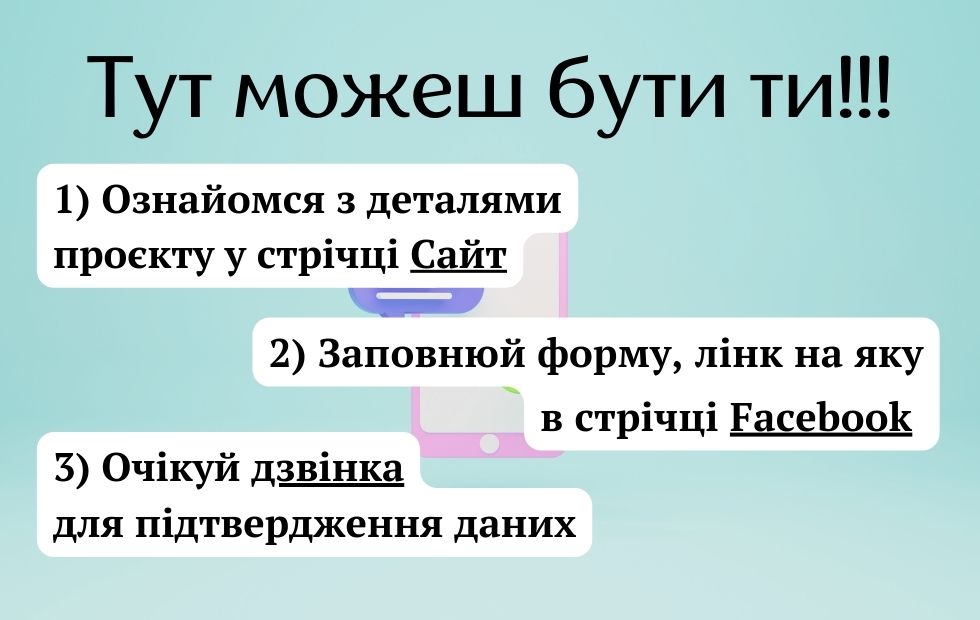 Тут можеш бути ти!!!
1) Ознайомся з деталями
проєкту у стрічці Сайт
2) Заповнюй форму, лінк на яку
в стрічці Facebook
3) Очікуй дзвінка
для підтвердження даних